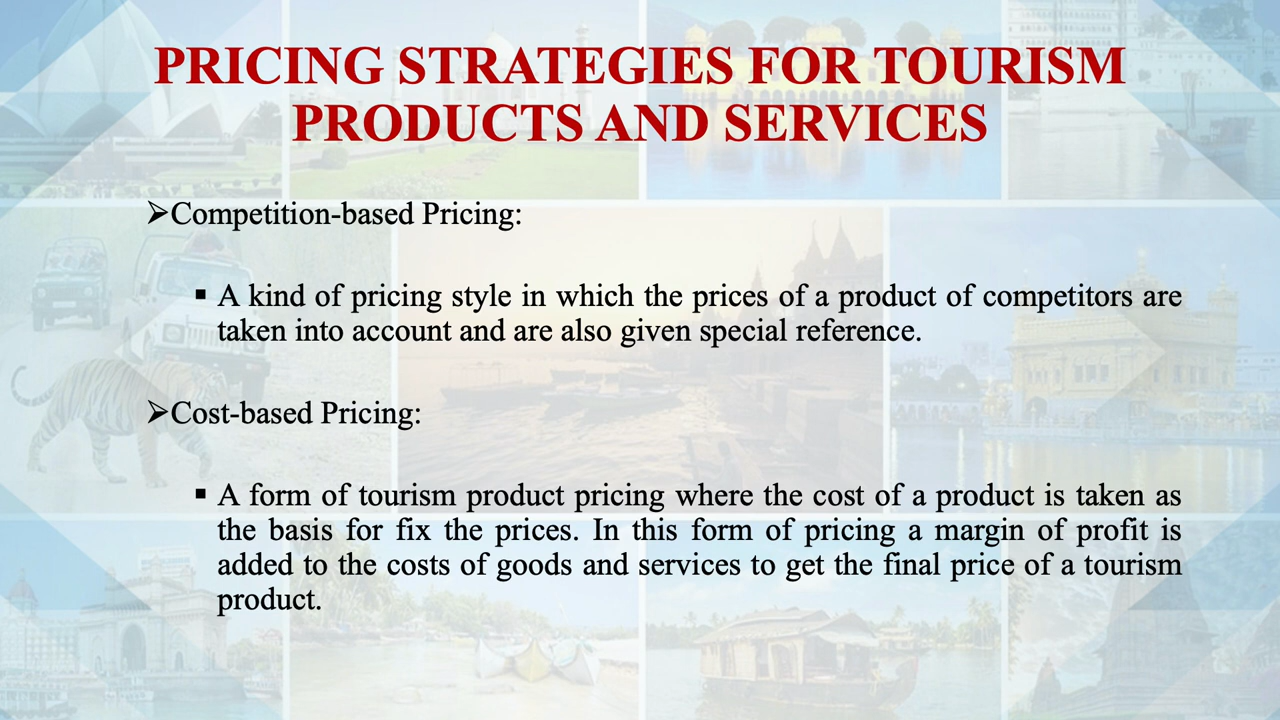 PRICING STRATEGIES FOR TOURISM
PRODUCTS AND SERVICES
➢Competition-based Pricing:
▪ A kind of pricing style in which the prices of a product of competitors are
taken into account and are also given special reference.
➢Cost-based Pricing:
▪ A form of tourism product pricing where the cost of a product is taken as
the basis for fix the prices. In this form of pricing a margin of profit is
added to the costs of goods and services to get the final price of a tourism
product.